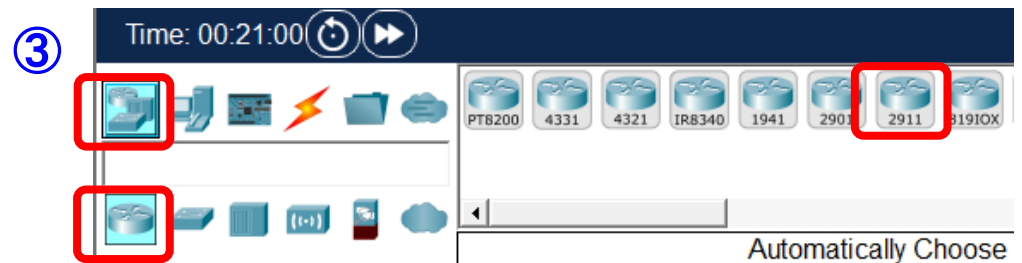 ③
Time: 00:21:00
PT8200 4331 4321 IR8340 1941 2901 2911 819IOX
Automatically Choose